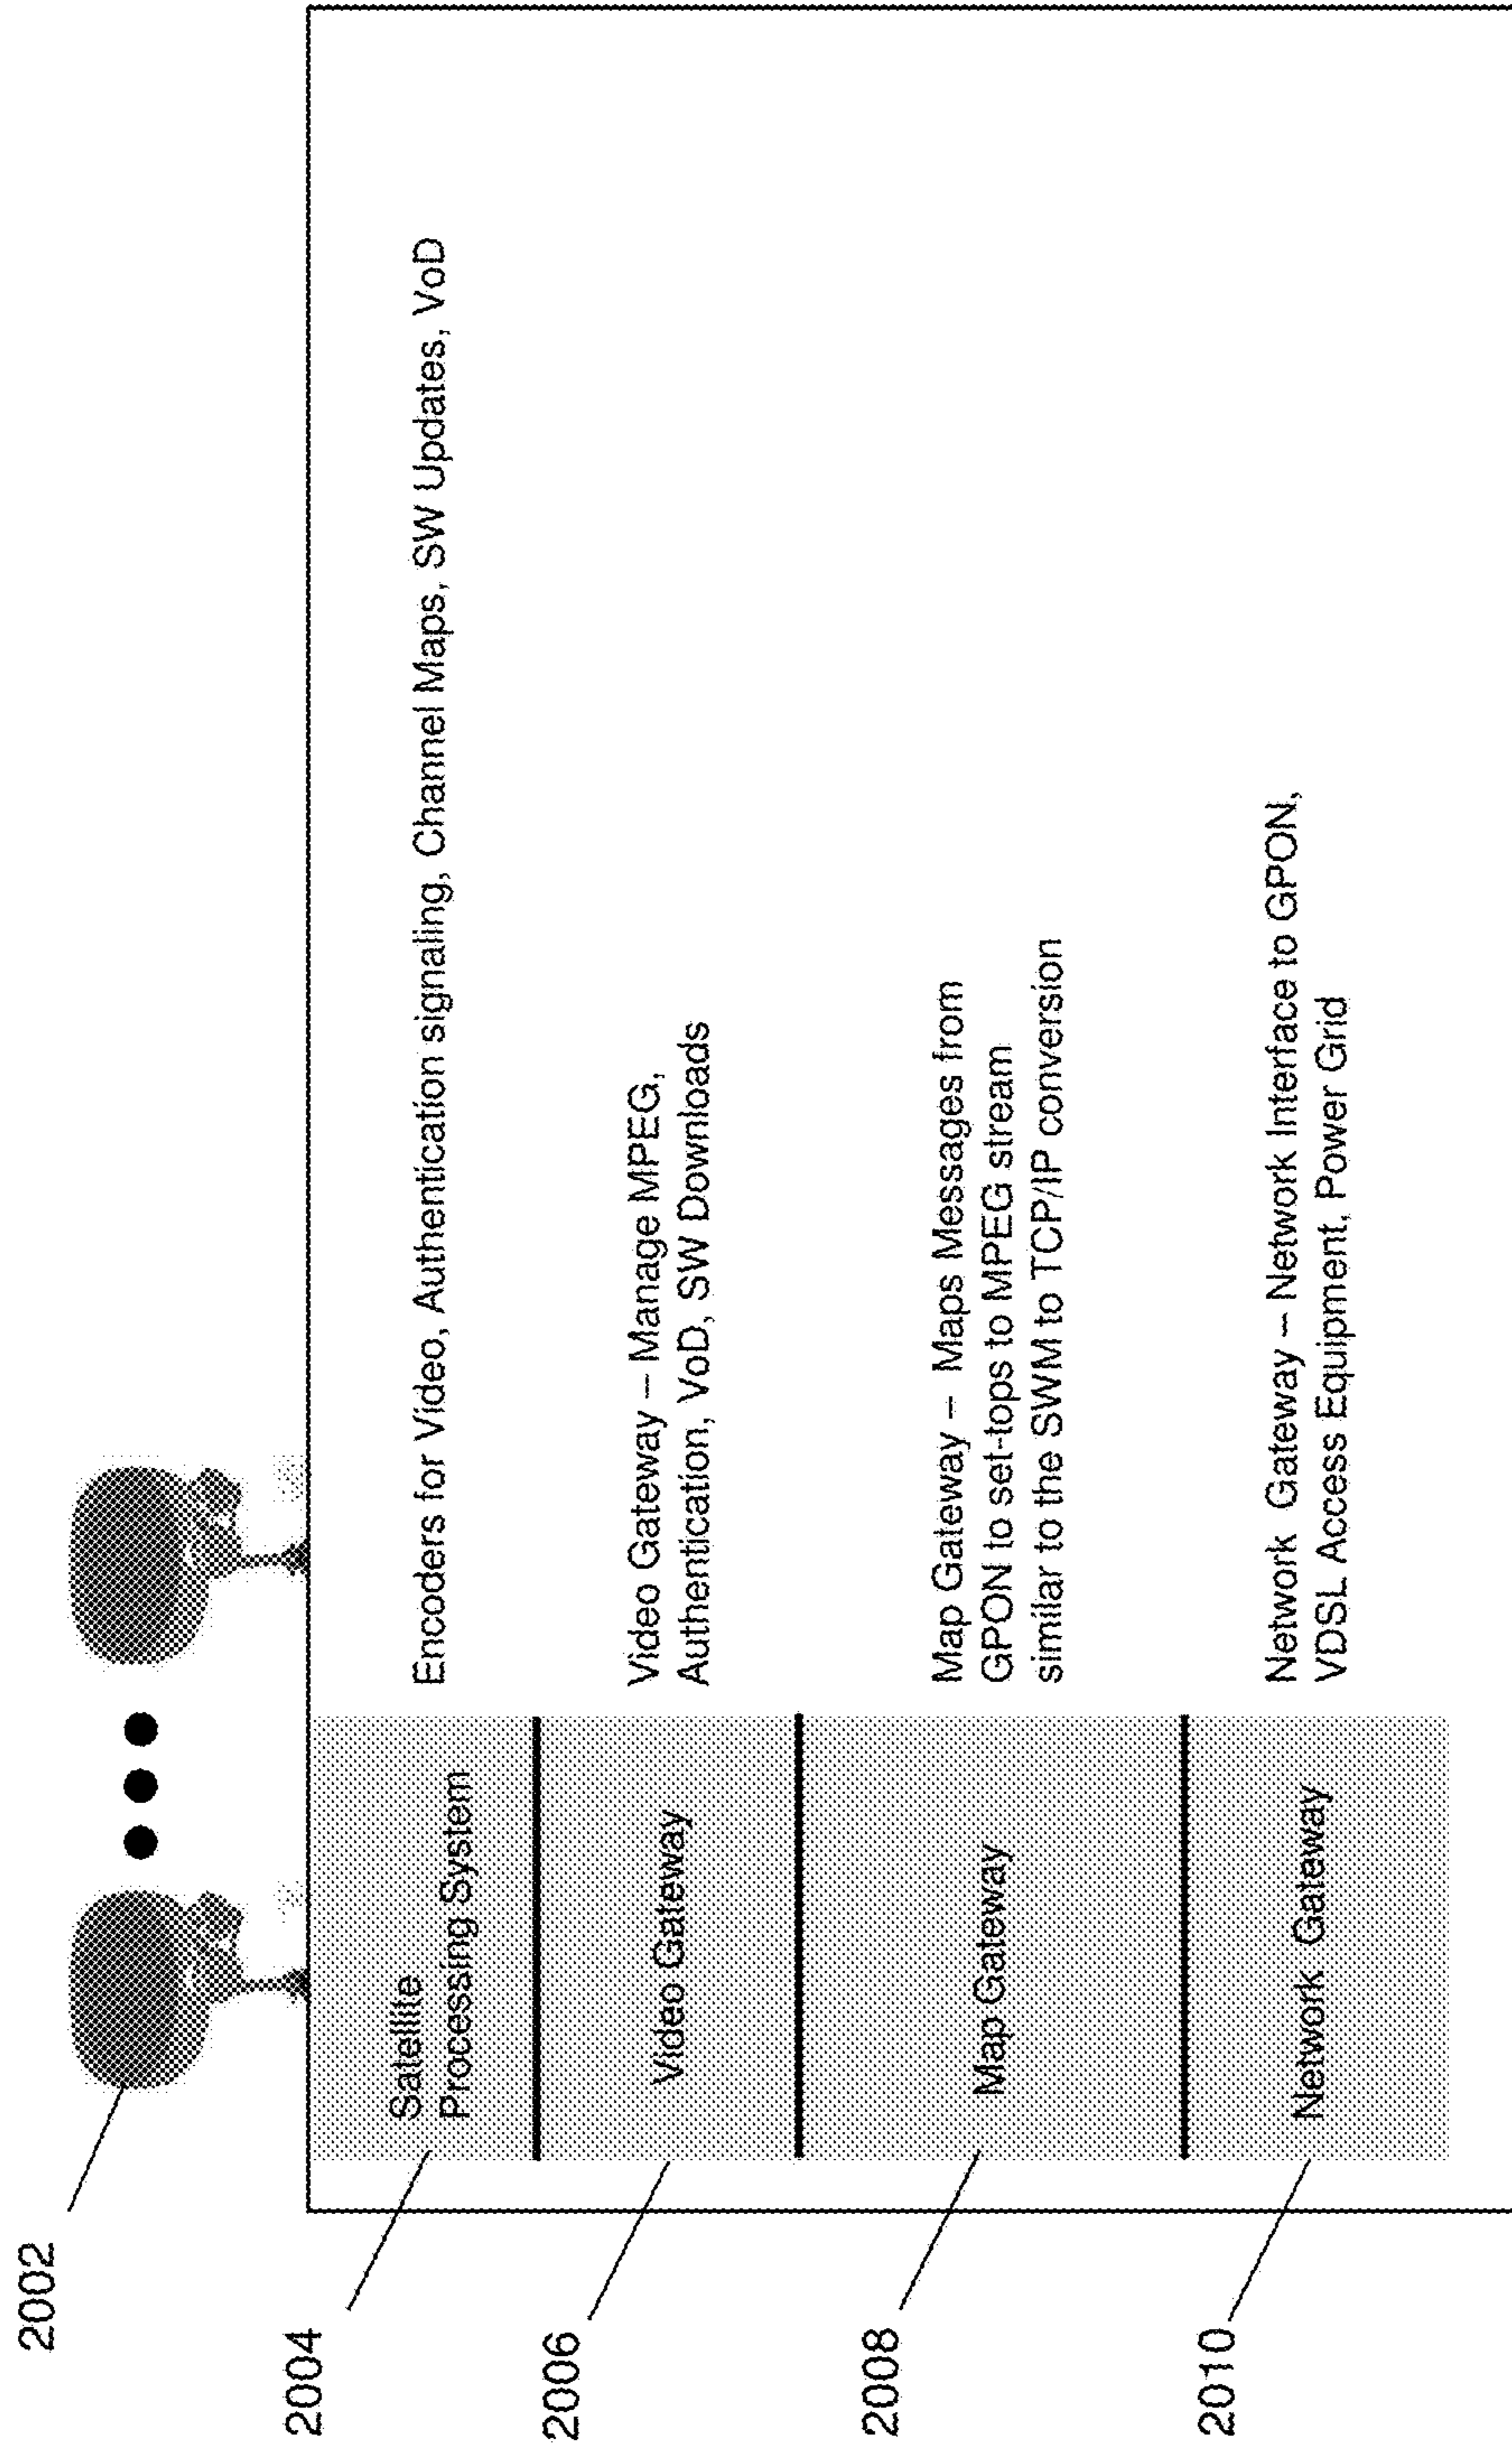 2002
2004
Satellite
Processing System
Encoders for Video, Authentication signaling, Channel Maps, SW Updates, VoD
2006
Video Gateway
Video Gateway – Manage MPEG,
Authentication, VoD, SW Downloads
2008
Map Gateway
Map Gateway – Maps Messages from
GPON to set-tops to MPEG stream
similar to the SWM to TCP/IP conversion
2010
Network Gateway
Network Gateway – Network Interface to GPON,
VDSL Access Equipment, Power Grid